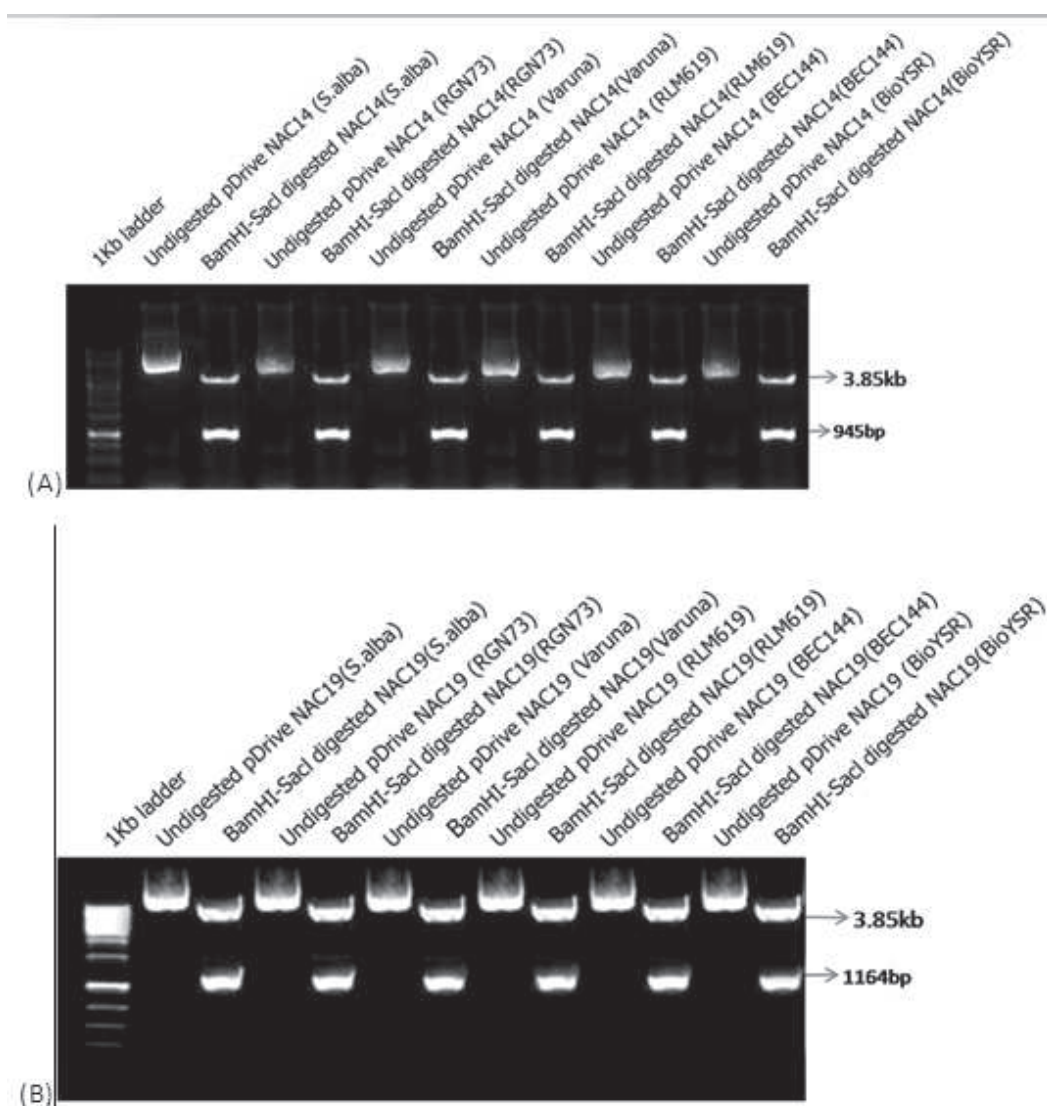 1Kb ladder
Undigested pDrive NAC14 (S.alba)
BamHI-SacI digested NAC14(S.alba)
Undigested pDrive NAC14 (RGN73)
BamHI-SacI digested NAC14(RGN73)
Undigested pDrive NAC14 (Varuna)
BamHI-SacI digested NAC14(Varuna)
Undigested pDrive NAC14 (RLM619)
BamHI-SacI digested NAC14(RLM619)
Undigested pDrive NAC14 (BEC144)
BamHI-SacI digested NAC14(BEC144)
Undigested pDrive NAC14 (BioYSR)
BamHI-SacI digested NAC14(BioYSR)
3.85kb
945bp
(A)
1Kb ladder
Undigested pDrive NAC19(S.alba)
BamHI-SacI digested NAC19(S.alba)
Undigested pDrive NAC19 (RGN73)
BamHI-SacI digested NAC19(RGN73)
Undigested pDrive NAC19 (Varuna)
BamHI-SacI digested NAC19(Varuna)
Undigested pDrive NAC19 (RLM619)
BamHI-SacI digested NAC19(RLM619)
Undigested pDrive NAC19 (BEC144)
BamHI-SacI digested NAC19(BEC144)
Undigested pDrive NAC19 (BioYSR)
BamHI-SacI digested NAC19(BioYSR)
3.85kb
1164bp
(B)